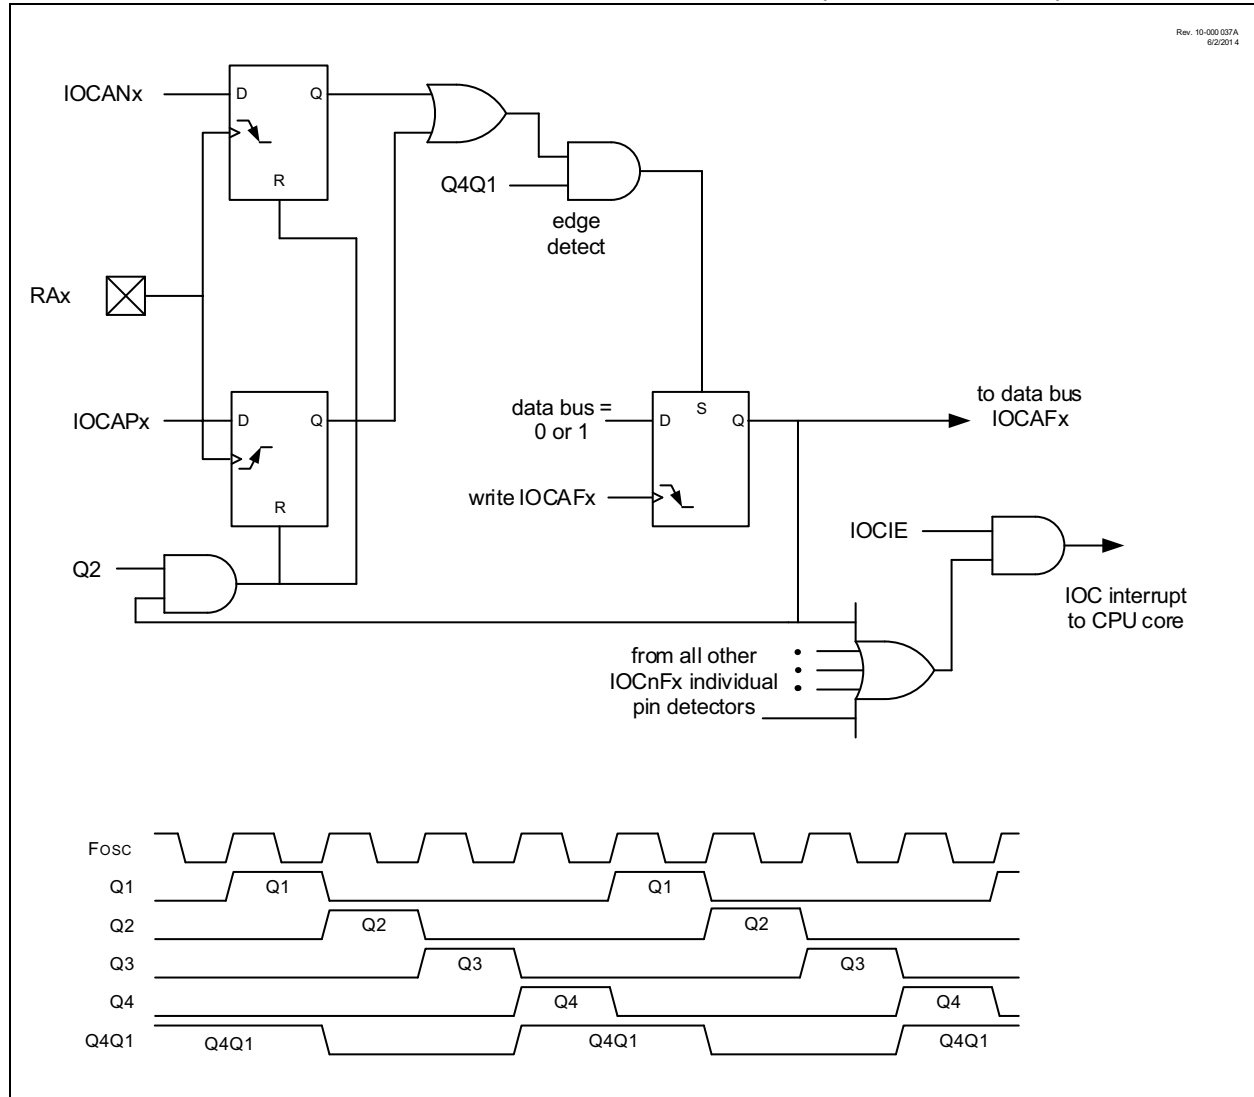 Rev. 10-000 037A
6/2/201 4
IOCANx
D
Q
R
Q4Q1
edge
detect
RAx
IOCAPx
D
Q
R
data bus =
0 or 1
D
S
Q
to data bus
IOCAFx
write IOCAFx
IOCIE
Q2
IOC interrupt
to CPU core
from all other
IOCnFx individual
pin detectors
FOSC
Q1
Q1
Q1
Q2
Q2
Q2
Q3
Q3
Q3
Q4
Q4
Q4
Q4Q1
Q4Q1
Q4Q1
Q4Q1